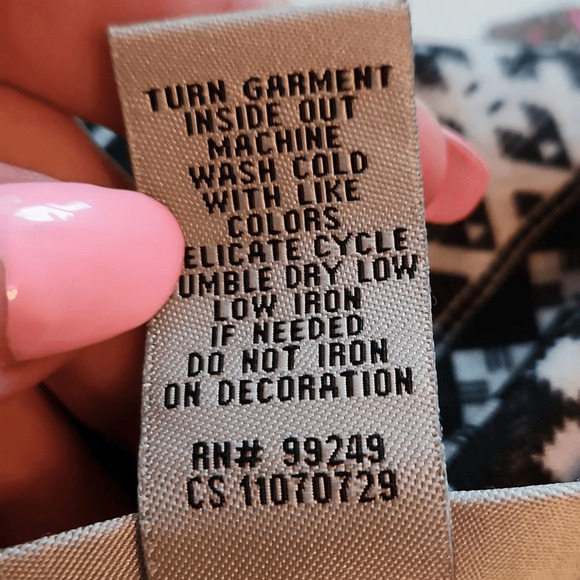 TURN GARMENT
INSIDE OUT
MACHINE
WASH COLD
WITH LIKE
COLORS
ELICATE CYCLE
UMBLE DRY LOW
LOW IRON
IF NEEDED
DO NOT IRON
ON DECORATION
RN# 99249
CS 11070729